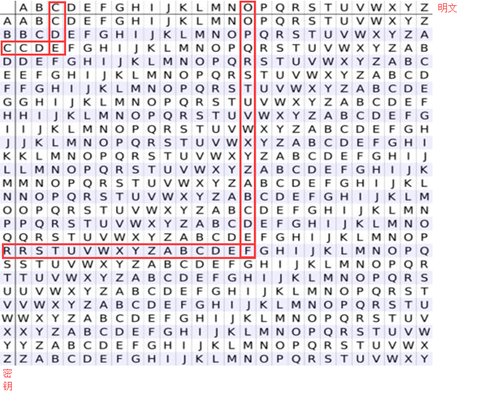 A B C D E F G H I J K L M N O P Q R S T U V W X Y Z 明文
A A B C D E F G H I J K L M N O P Q R S T U V W X Y Z
B B C D E F G H I J K L M N O P Q R S T U V W X Y Z A
C C D E F G H I J K L M N O P Q R S T U V W X Y Z A B
D D E F G H I J K L M N O P Q R S T U V W X Y Z A B C
E E F G H I J K L M N O P Q R S T U V W X Y Z A B C D
F F G H I J K L M N O P Q R S T U V W X Y Z A B C D E
G G H I J K L M N O P Q R S T U V W X Y Z A B C D E F
H H I J K L M N O P Q R S T U V W X Y Z A B C D E F G
I I J K L M N O P Q R S T U V W X Y Z A B C D E F G H
J J K L M N O P Q R S T U V W X Y Z A B C D E F G H I
K K L M N O P Q R S T U V W X Y Z A B C D E F G H I J
L L M N O P Q R S T U V W X Y Z A B C D E F G H I J K
M M N O P Q R S T U V W X Y Z A B C D E F G H I J K L
N N O P Q R S T U V W X Y Z A B C D E F G H I J K L M
O O P Q R S T U V W X Y Z A B C D E F G H I J K L M N
P P Q R S T U V W X Y Z A B C D E F G H I J K L M N O
Q Q R S T U V W X Y Z A B C D E F G H I J K L M N O P
R R S T U V W X Y Z A B C D E F G H I J K L M N O P Q
S S T U V W X Y Z A B C D E F G H I J K L M N O P Q R
T T U V W X Y Z A B C D E F G H I J K L M N O P Q R S
U U V W X Y Z A B C D E F G H I J K L M N O P Q R S T
V V W X Y Z A B C D E F G H I J K L M N O P Q R S T U
W W X Y Z A B C D E F G H I J K L M N O P Q R S T U V
X X Y Z A B C D E F G H I J K L M N O P Q R S T U V W
Y Y Z A B C D E F G H I J K L M N O P Q R S T U V W X
Z Z A B C D E F G H I J K L M N O P Q R S T U V W X Y
密
钥